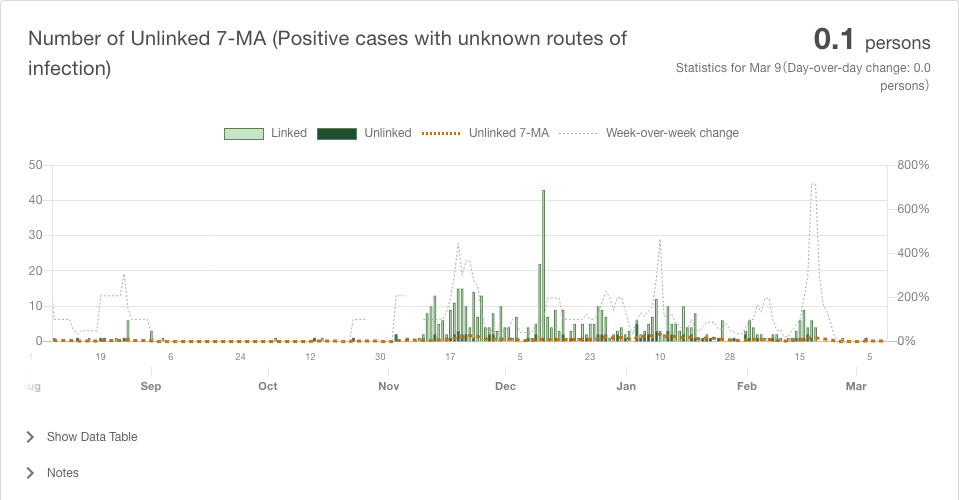 Number of Unlinked 7-MA (Positive cases with unknown routes of
infection)
0.1 persons
Statistics for Mar 9(Day-over-day change: 0.0
persons)
Linked Unlinked Unlinked 7-MA Week-over-week change
50 800%
40 600%
30
400%
20
200%
10
0 0%
1 19 6 24 12 30 17 5 23 10 28 15 5
ug Sep Oct Nov Dec Jan Feb Mar
Show Data Table
Notes